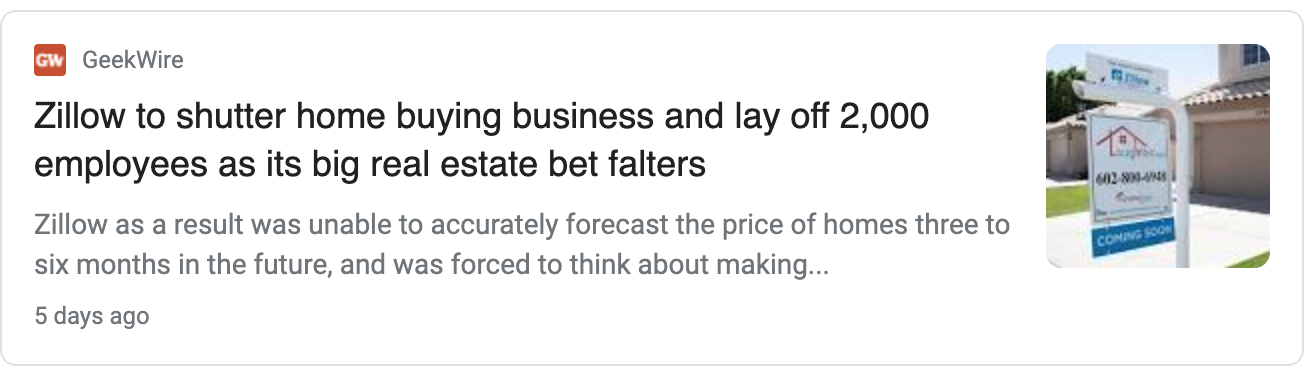 GW GeekWire
Zillow to shutter home buying business and lay off 2,000
employees as its big real estate bet falters
Zillow as a result was unable to accurately forecast the price of homes three to
six months in the future, and was forced to think about making...
5 days ago
Zillow
602-800-6948
COMING SOON